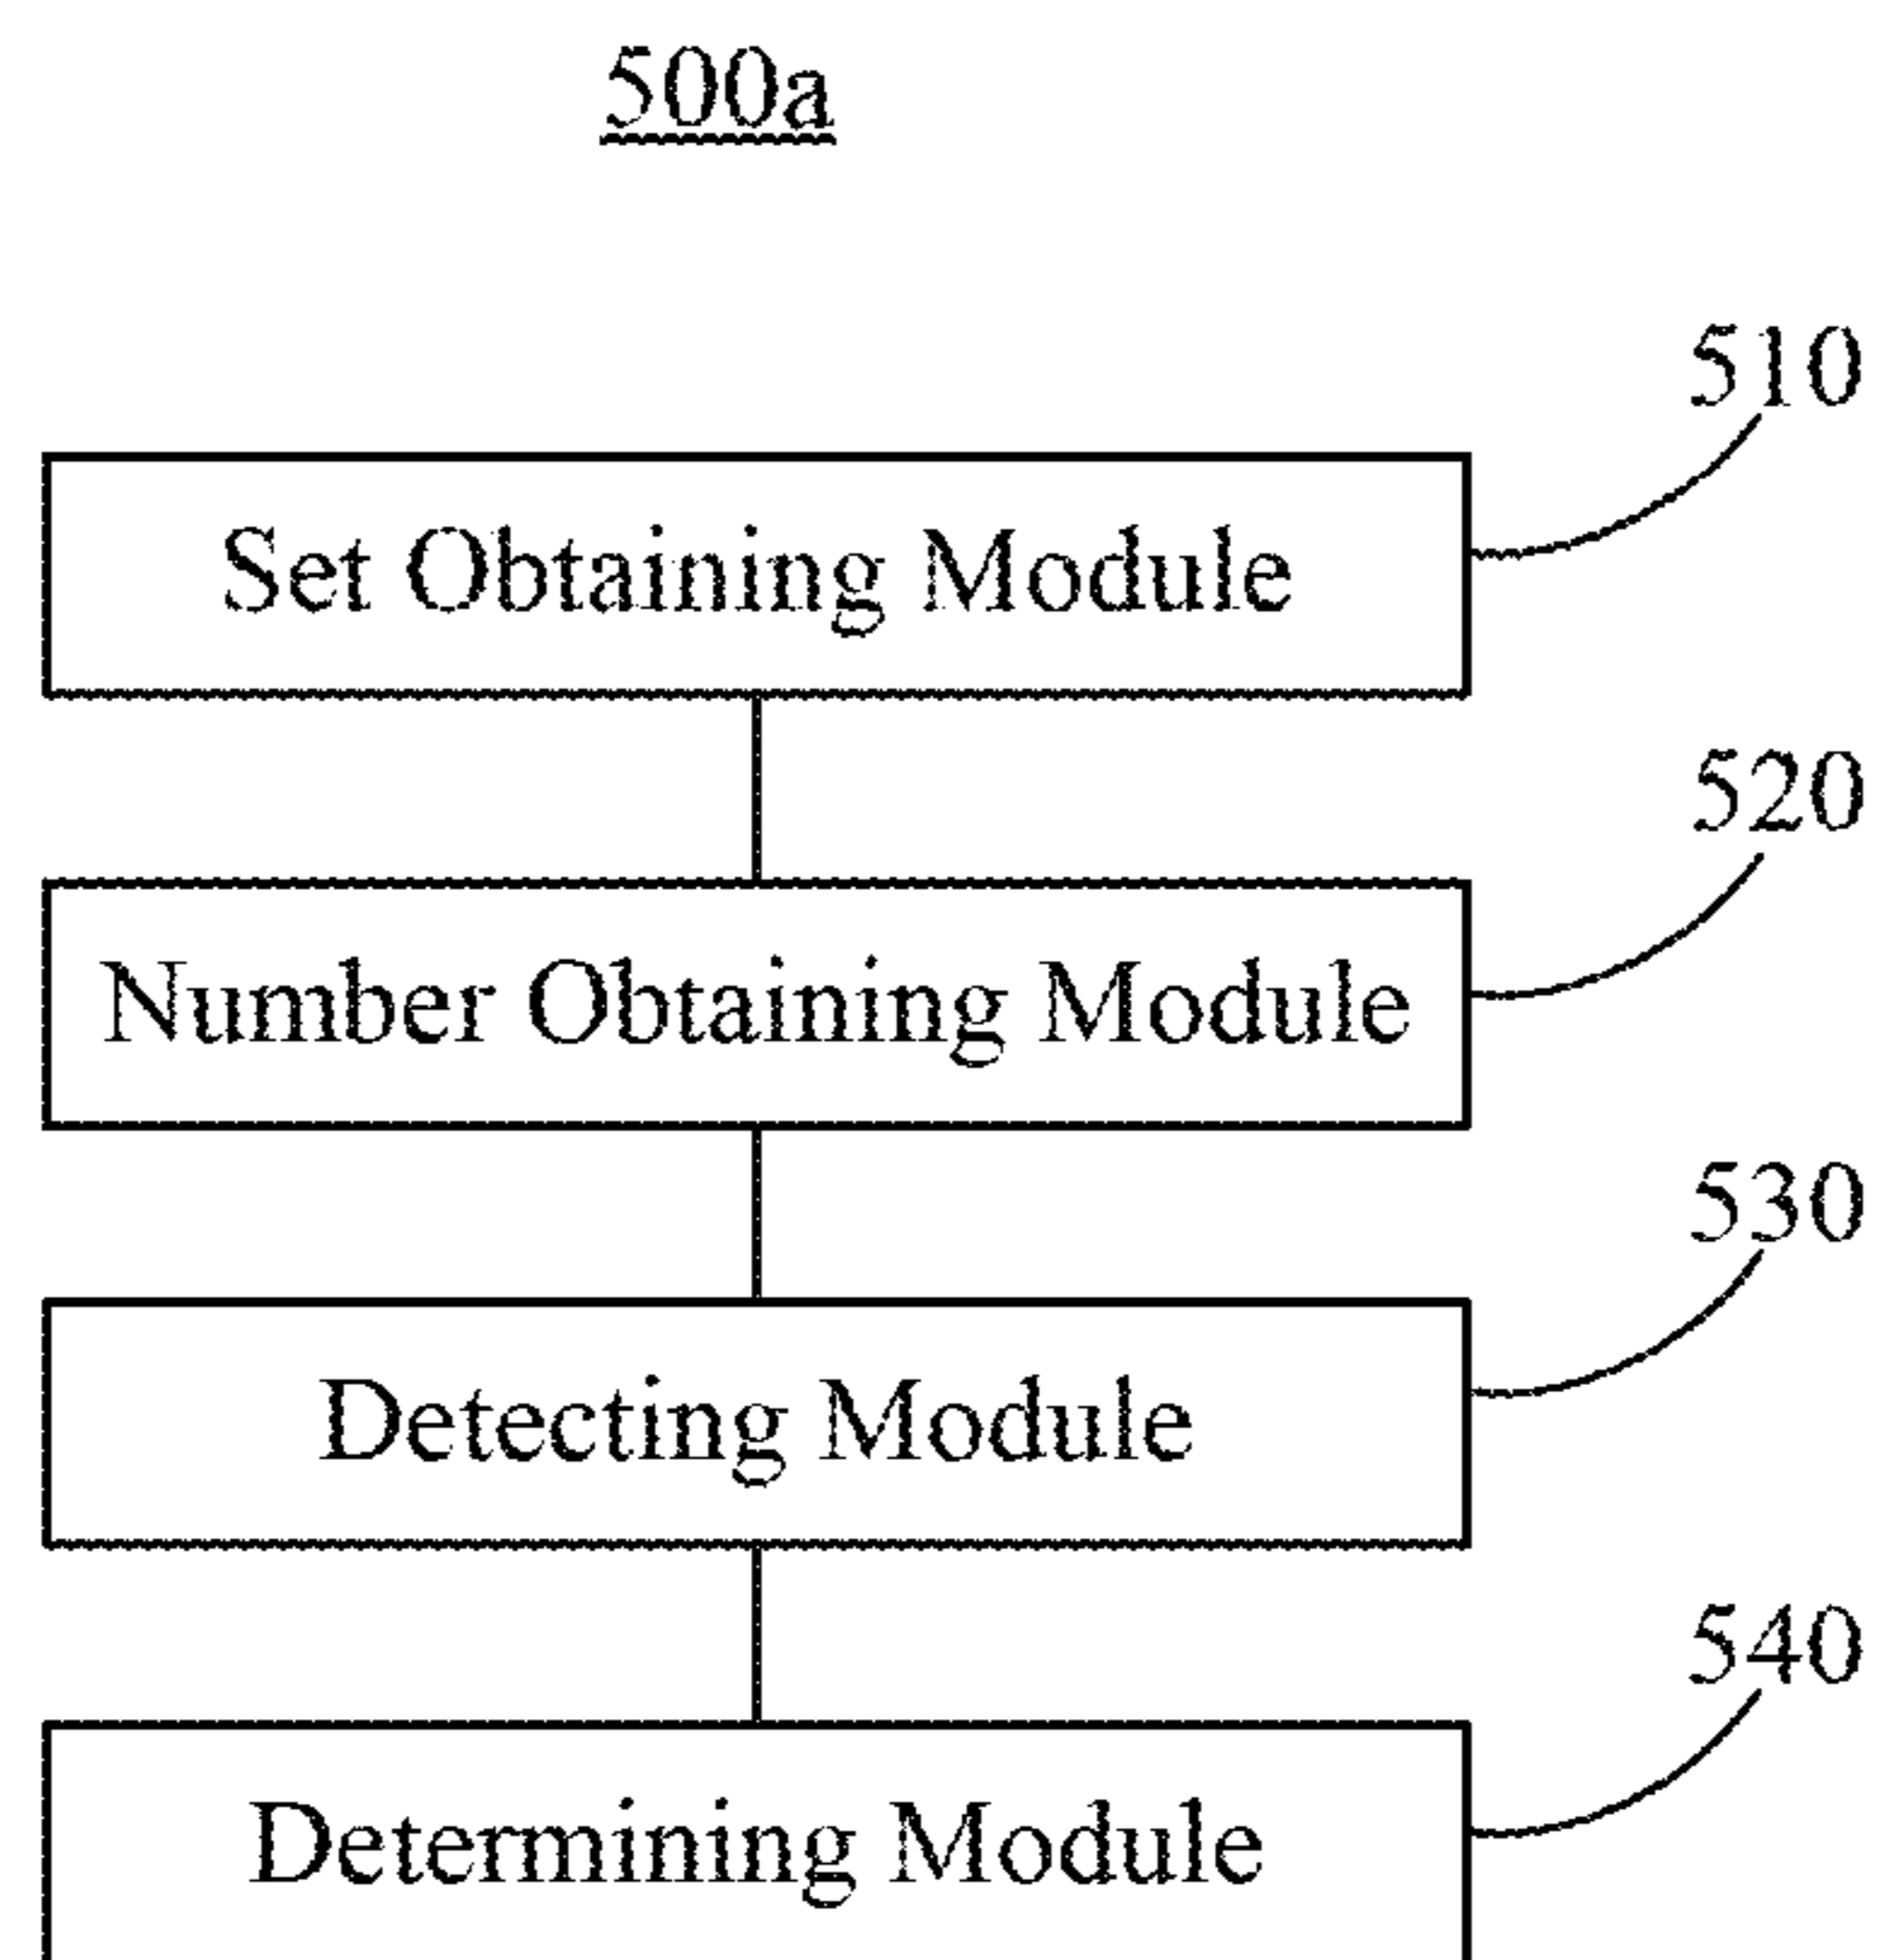 500a
510
Set Obtaining Module
520
Number Obtaining Module
530
Detecting Module
540
Determining Module